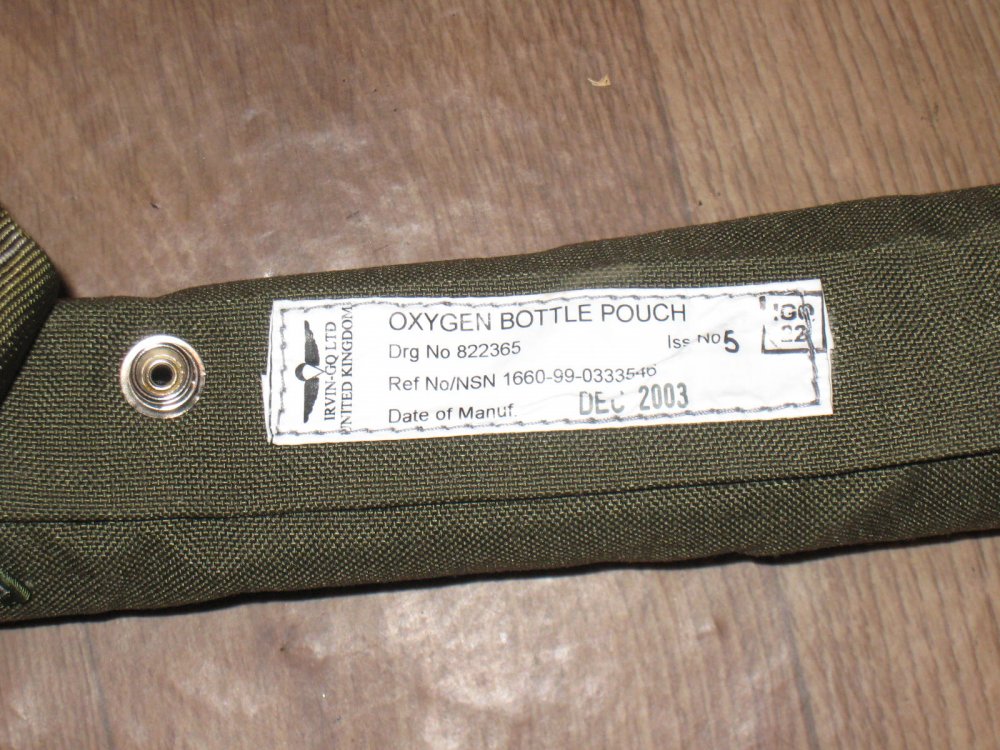 IRVIN-GQ LTD
UNITED KINGDOM
OXYGEN BOTTLE POUCH
Drg No 822365
Iss No 5
Ref No/NSN 1660-99-0333546
Date of Manuf. DEC 2003